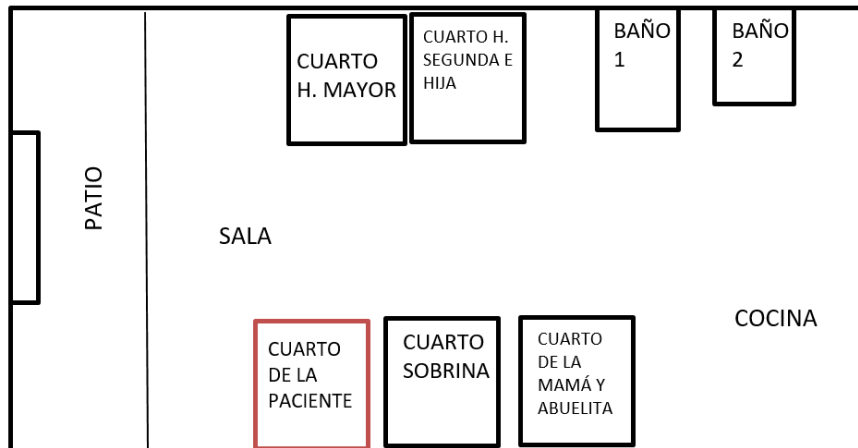 CUARTO
H. MAYOR
CUARTO H.
SEGUNDA E
HIJA
BAÑO
1
BAÑO
2
PATIO
SALA
COCINA
CUARTO
DE LA
PACIENTE
CUARTO
SOBRINA
CUARTO
DE LA
MAMÁ Y
ABUELITA